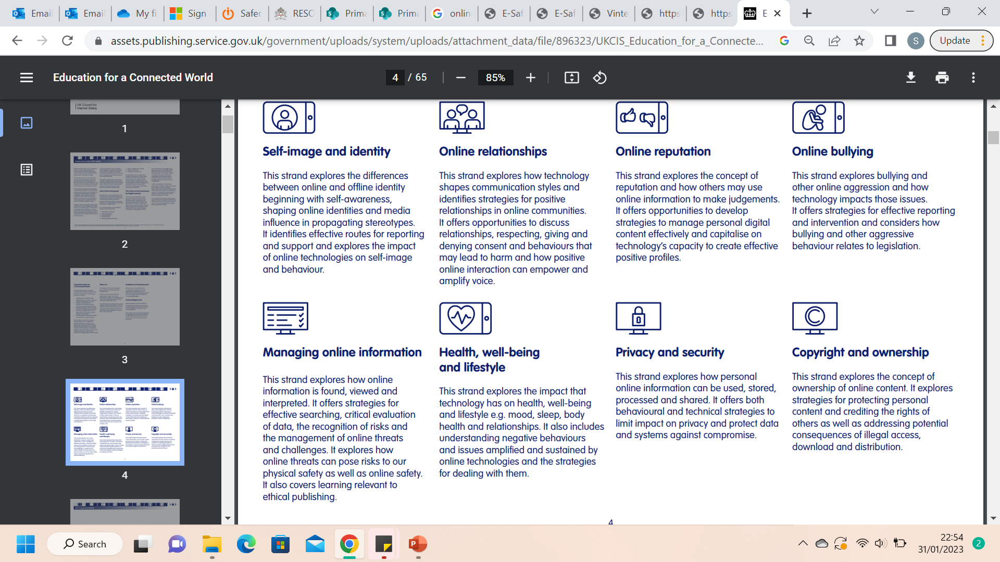 Email
Email
My fi
Sign
Safer
RESO
Prima
Prima
onlin
E-Saf
E-Saf
Vinte
https
https
E
assets.publishing.service.gov.uk/government/uploads/system/uploads/attachment_data/file/896323/UKCIS_Education_for_a_Connecte...
S
Update
Education for a Connected World
4 / 65
85%
UK Council for
Internet Safety
1
2
3
4
Self-image and identity
This strand explores the differences
between online and offline identity
beginning with self-awareness,
shaping online identities and media
influence in propagating stereotypes.
It identifies effective routes for reporting
and support and explores the impact
of online technologies on self-image
and behaviour.
Online relationships
This strand explores how technology
shapes communication styles and
identifies strategies for positive
relationships in online communities.
It offers opportunities to discuss
relationships, respecting, giving and
denying consent and behaviours that
may lead to harm and how positive
online interaction can empower and
amplify voice.
Online reputation
This strand explores the concept of
reputation and how others may use
online information to make judgements.
It offers opportunities to develop
strategies to manage personal digital
content effectively and capitalise on
technology's capacity to create effective
positive profiles.
Online bullying
This strand explores bullying and
other online aggression and how
technology impacts those issues.
It offers strategies for effective reporting
and intervention and considers how
bullying and other aggressive
behaviour relates to legislation.
Managing online information
This strand explores how online
information is found, viewed and
interpreted. It offers strategies for
effective searching, critical evaluation
of data, the recognition of risks and
the management of online threats
and challenges. It explores how
online threats can pose risks to our
physical safety as well as online safety.
It also covers learning relevant to
ethical publishing.
Health, well-being
and lifestyle
This strand explores the impact that
technology has on health, well-being
and lifestyle e.g. mood, sleep, body
health and relationships. It also includes
understanding negative behaviours
and issues amplified and sustained by
online technologies and the strategies
for dealing with them.
Privacy and security
This strand explores how personal
online information can be used, stored,
processed and shared. It offers both
behavioural and technical strategies to
limit impact on privacy and protect data
and systems against compromise.
Copyright and ownership
This strand explores the concept of
ownership of online content. It explores
strategies for protecting personal
content and crediting the rights of
others as well as addressing potential
consequences of illegal access,
download and distribution.
4
Search
22:54
31/01/2023
2